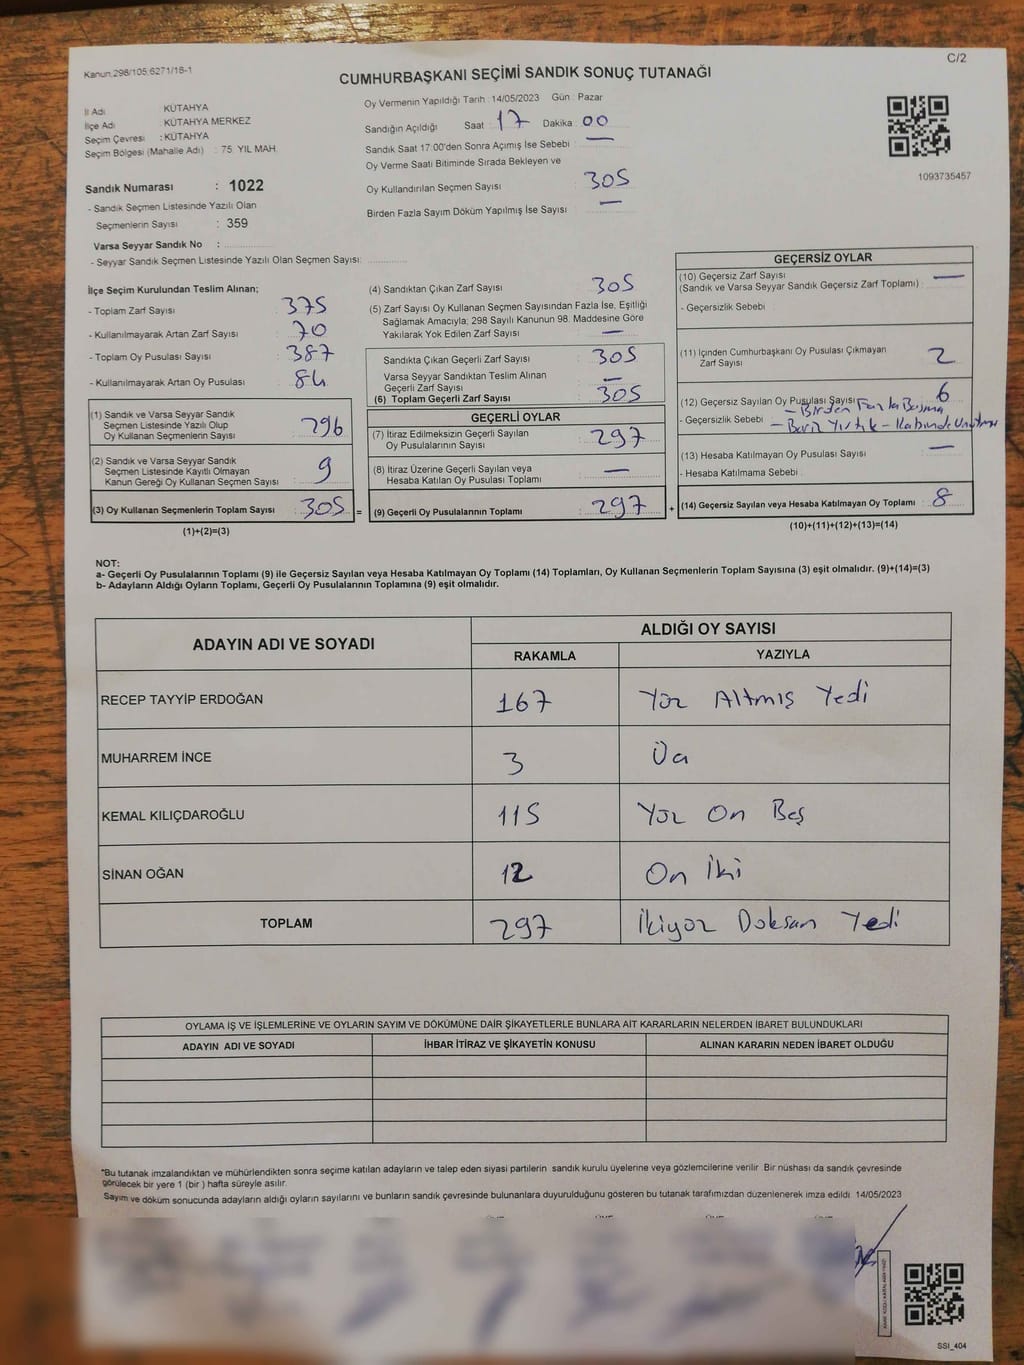 Kanun:298/105;6271/18-1
C/2
CUMHURBAŞKANI SEÇİMİ SANDIK SONUÇ TUTANAĞI
İl Adı KÜTAHYA
İlçe Adı KÜTAHYA MERKEZ
Seçim Çevresi : KÜTAHYA
Seçim Bölgesi (Mahalle Adı) : 75. YIL MAH.
Sandık Numarası : 1022
- Sandık Seçmen Listesinde Yazılı Olan
Seçmenlerin Sayısı : 359
Varsa Seyyar Sandık No :
- Seyyar Sandık Seçmen Listesinde Yazılı Olan Seçmen Sayısı:
Oy Vermenin Yapıldığı Tarih : 14/05/2023 Gün : Pazar
Sandığın Açıldığı Saat : 17 Dakika : 00
Sandık Saat 17:00'den Sonra Açımış İse Sebebi : —
Oy Verme Saati Bitiminde Sırada Bekleyen ve
Oy Kullandırılan Seçmen Sayısı 305
Birden Fazla Sayım Döküm Yapılmış İse Sayısı —
1093735457
İlçe Seçim Kurulundan Teslim Alınan;
- Toplam Zarf Sayısı : 375
- Kullanılmayarak Artan Zarf Sayısı : 70
- Toplam Oy Pusulası Sayısı : 387
- Kullanılmayarak Artan Oy Pusulası : 84
(1) Sandık ve Varsa Seyyar Sandık
Seçmen Listesinde Yazılı Olup
Oy Kullanan Seçmenlerin Sayısı : 296
(2) Sandık ve Varsa Seyyar Sandık
Seçmen Listesinde Kayıtlı Olmayan
Kanun Gereği Oy Kullanan Seçmen Sayısı : 9
(3) Oy Kullanan Seçmenlerin Toplam Sayısı : 305 =
(1)+(2)=(3)
(4) Sandıktan Çıkan Zarf Sayısı : 305
(5) Zarf Sayısı Oy Kullanan Seçmen Sayısından Fazla İse, Eşitliği
Sağlamak Amacıyla; 298 Sayılı Kanunun 98. Maddesine Göre
Yakılarak Yok Edilen Zarf Sayısı : —
Sandıkta Çıkan Geçerli Zarf Sayısı : 305
Varsa Seyyar Sandıktan Teslim Alınan
Geçerli Zarf Sayısı : —
(6) Toplam Geçerli Zarf Sayısı : 305
GEÇERLİ OYLAR
(7) İtiraz Edilmeksizin Geçerli Sayılan
Oy Pusulalarının Sayısı : 297
(8) İtiraz Üzerine Geçerli Sayılan veya
Hesaba Katılan Oy Pusulası Toplamı : —
(9) Geçerli Oy Pusulalarının Toplamı : 297 +
GEÇERSİZ OYLAR
(10) Geçersiz Zarf Sayısı
(Sandık ve Varsa Seyyar Sandık Geçersiz Zarf Toplamı) : —
- Geçersizlik Sebebi :
(11) İçinden Cumhurbaşkanı Oy Pusulası Çıkmayan
Zarf Sayısı : 2
(12) Geçersiz Sayılan Oy Pusulası Sayısı : 6
- Birden Fazla Basma
- Geçersizlik Sebebi : - Yırtık -
(13) Hesaba Katılmayan Oy Pusulası Sayısı : —
- Hesaba Katılmama Sebebi :
(14) Geçersiz Sayılan veya Hesaba Katılmayan Oy Toplamı : 8
(10)+(11)+(12)+(13)=(14)
NOT:
a- Geçerli Oy Pusulalarının Toplamı (9) ile Geçersiz Sayılan veya Hesaba Katılmayan Oy Toplamı (14) Toplamları, Oy Kullanan Seçmenlerin Toplam Sayısına (3) eşit olmalıdır. (9)+(14)=(3)
b- Adayların Aldığı Oyların Toplamı, Geçerli Oy Pusulalarının Toplamına (9) eşit olmalıdır.
ADAYIN ADI VE SOYADI ALDIĞI OY SAYISI
RAKAMLA YAZIYLA
RECEP TAYYİP ERDOĞAN 167 Yüz Altmış Yedi
MUHARREM İNCE 3 Üç
KEMAL KILIÇDAROĞLU 115 Yüz On Beş
SİNAN OĞAN 12 On İki
TOPLAM 297 İkiyüz Doksan Yedi
OYLAMA İŞ VE İŞLEMLERİNE VE OYLARIN SAYIM VE DÖKÜMÜNE DAİR ŞİKAYETLERLE BUNLARA AİT KARARLARIN NELERDEN İBARET BULUNDUKLARI
ADAYIN ADI VE SOYADI İHBAR İTİRAZ VE ŞİKAYETİN KONUSU ALINAN KARARIN NEDEN İBARET OLDUĞU
*Bu tutanak imzalandıktan ve mühürlendikten sonra seçime katılan adayların ve talep eden siyasi partilerin sandık kurulu üyelerine veya gözlemcilerine verilir Bir nüshası da sandık çevresinde
görülecek bir yere 1 (bir ) hafta süreyle asılır.
Sayım ve döküm sonucunda adayların aldığı oyların sayılarını ve bunların sandık çevresinde bulunanlara duyurulduğunu gösteren bu tutanak tarafımızdan düzenlenerek imza edildi. 14/05/2023
SSI_404